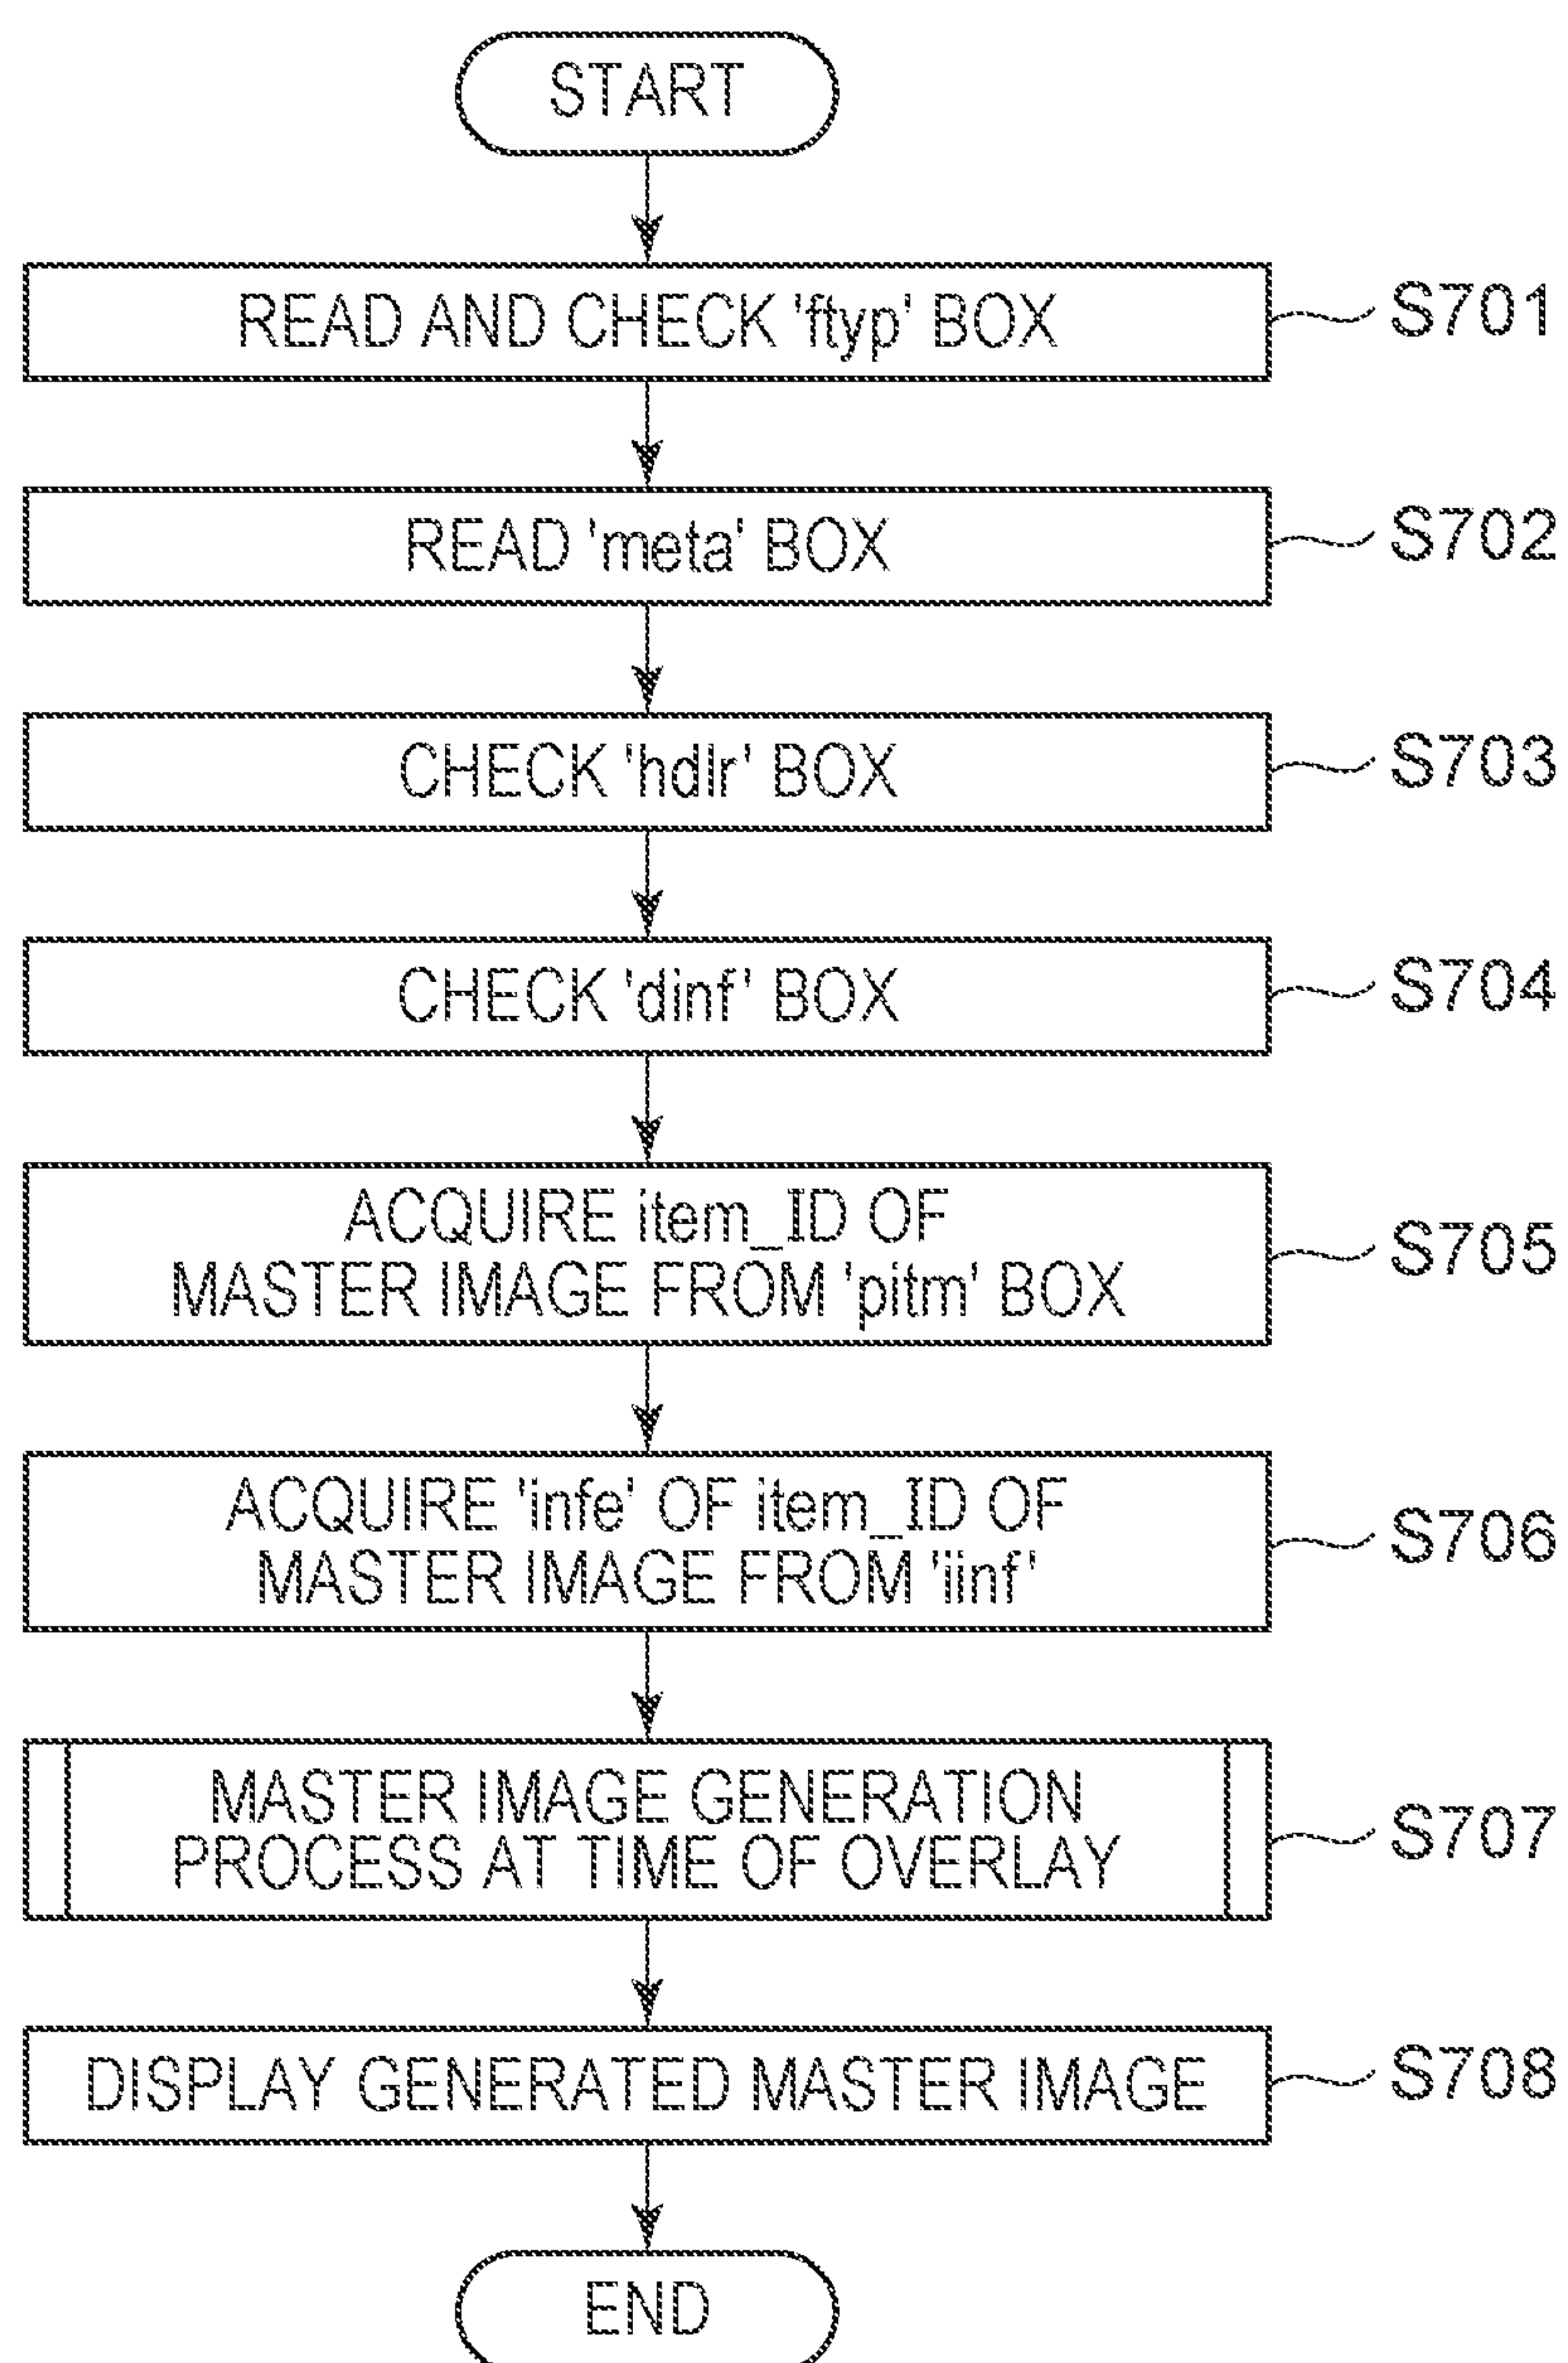 START
READ AND CHECK 'ftyp' BOX
S701
READ 'meta' BOX
S702
CHECK 'hdlr' BOX
S703
CHECK 'dinf' BOX
S704
ACQUIRE item_ID OF
MASTER IMAGE FROM 'pitm' BOX
S705
ACQUIRE 'infe' OF item_ID OF
MASTER IMAGE FROM 'iinf'
S706
MASTER IMAGE GENERATION
PROCESS AT TIME OF OVERLAY
S707
DISPLAY GENERATED MASTER IMAGE
S708
END